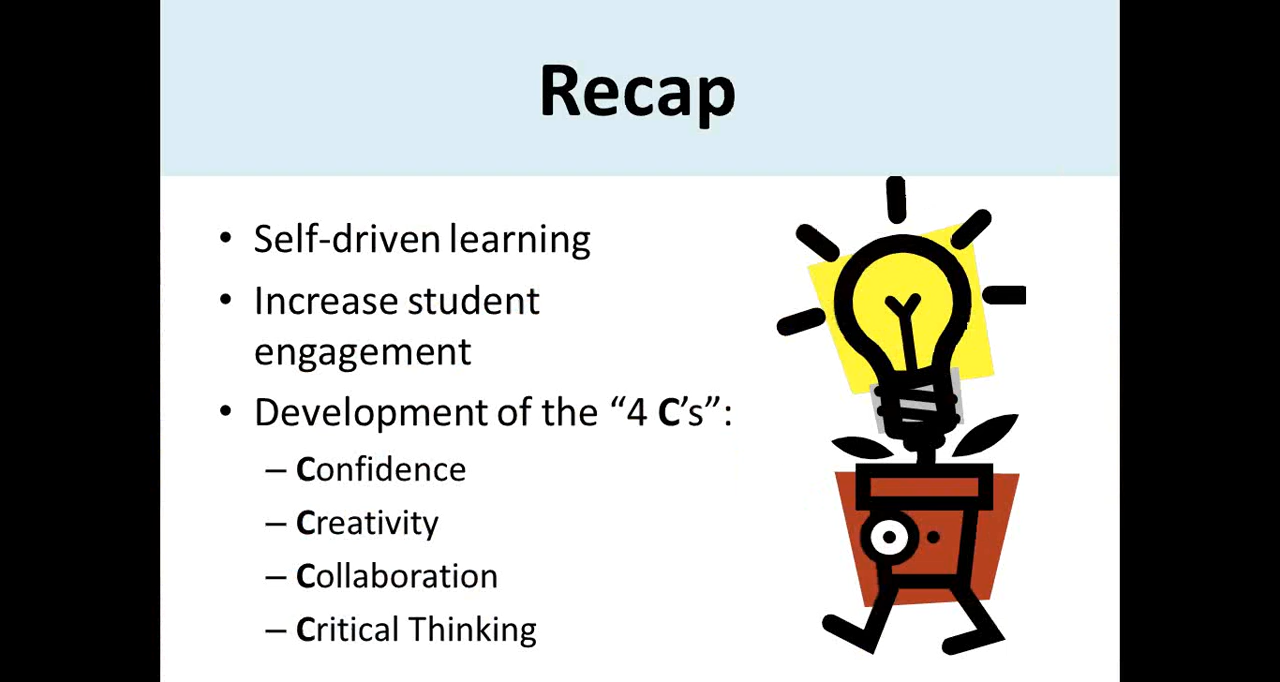 Recap
• Self-driven learning
• Increase student
engagement
• Development of the “4 C’s”:
– Confidence
– Creativity
– Collaboration
– Critical Thinking